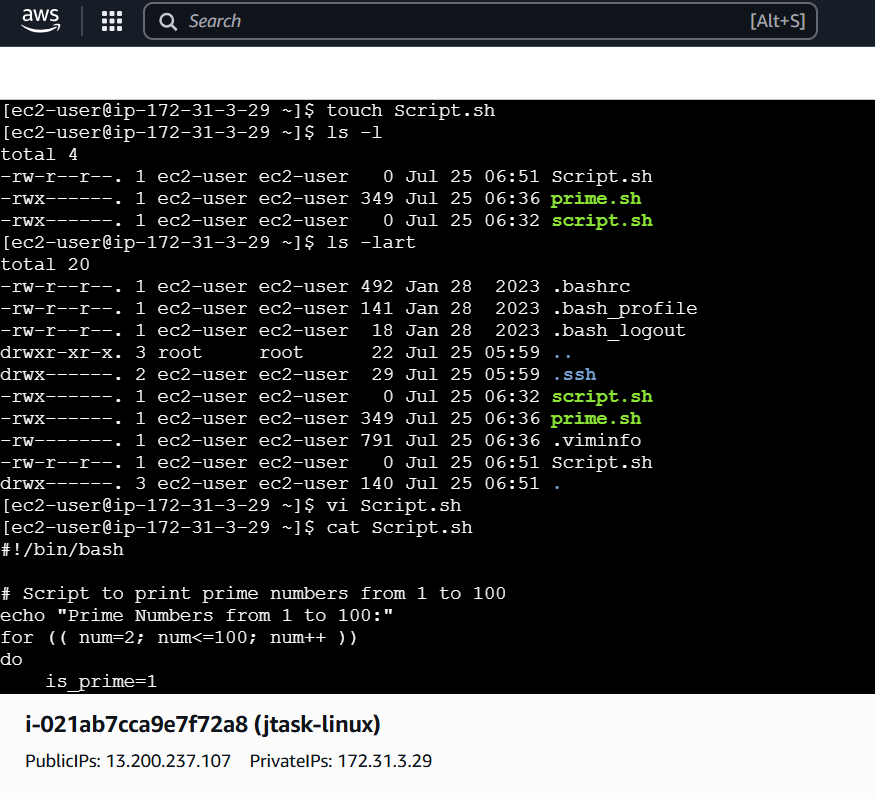 aws
Search [Alt+S]
[ec2-user@ip-172-31-3-29 ~]$ touch Script.sh
[ec2-user@ip-172-31-3-29 ~]$ ls -l
total 4
-rw-r--r--. 1 ec2-user ec2-user   0 Jul 25 06:51 Script.sh
-rwx------. 1 ec2-user ec2-user 349 Jul 25 06:36 prime.sh
-rwx------. 1 ec2-user ec2-user   0 Jul 25 06:32 script.sh
[ec2-user@ip-172-31-3-29 ~]$ ls -lart
total 20
-rw-r--r--. 1 ec2-user ec2-user 492 Jan 28  2023 .bashrc
-rw-r--r--. 1 ec2-user ec2-user 141 Jan 28  2023 .bash_profile
-rw-r--r--. 1 ec2-user ec2-user  18 Jan 28  2023 .bash_logout
drwxr-xr-x. 3 root     root      22 Jul 25 05:59 ..
drwx------. 2 ec2-user ec2-user  29 Jul 25 05:59 .ssh
-rwx------. 1 ec2-user ec2-user   0 Jul 25 06:32 script.sh
-rwx------. 1 ec2-user ec2-user 349 Jul 25 06:36 prime.sh
-rw-------. 1 ec2-user ec2-user 791 Jul 25 06:36 .viminfo
-rw-r--r--. 1 ec2-user ec2-user   0 Jul 25 06:51 Script.sh
drwx------. 3 ec2-user ec2-user 140 Jul 25 06:51 .
[ec2-user@ip-172-31-3-29 ~]$ vi Script.sh
[ec2-user@ip-172-31-3-29 ~]$ cat Script.sh
#!/bin/bash
# Script to print prime numbers from 1 to 100
echo "Prime Numbers from 1 to 100:"
for (( num=2; num<=100; num++ ))
do
    is_prime=1
i-021ab7cca9e7f72a8 (jtask-linux)
PublicIPs: 13.200.237.107 PrivateIPs: 172.31.3.29